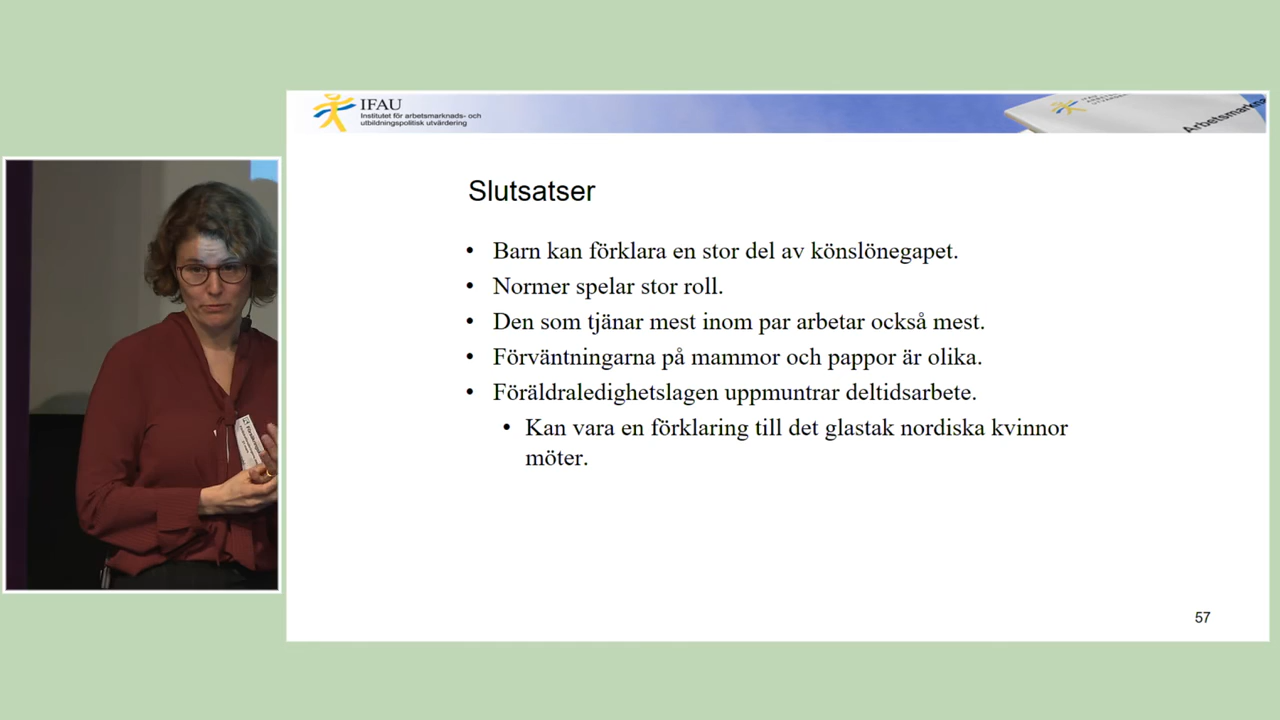 IFAU
Institutet för arbetsmarknads- och
utbildningspolitisk utvärdering
Slutsatser
• Barn kan förklara en stor del av könslönegapet.
• Normer spelar stor roll.
• Den som tjänar mest inom par arbetar också mest.
• Förväntningarna på mammor och pappor är olika.
• Föräldraledighetslagen uppmuntrar deltidsarbete.
• Kan vara en förklaring till det glastak nordiska kvinnor
möter.
57